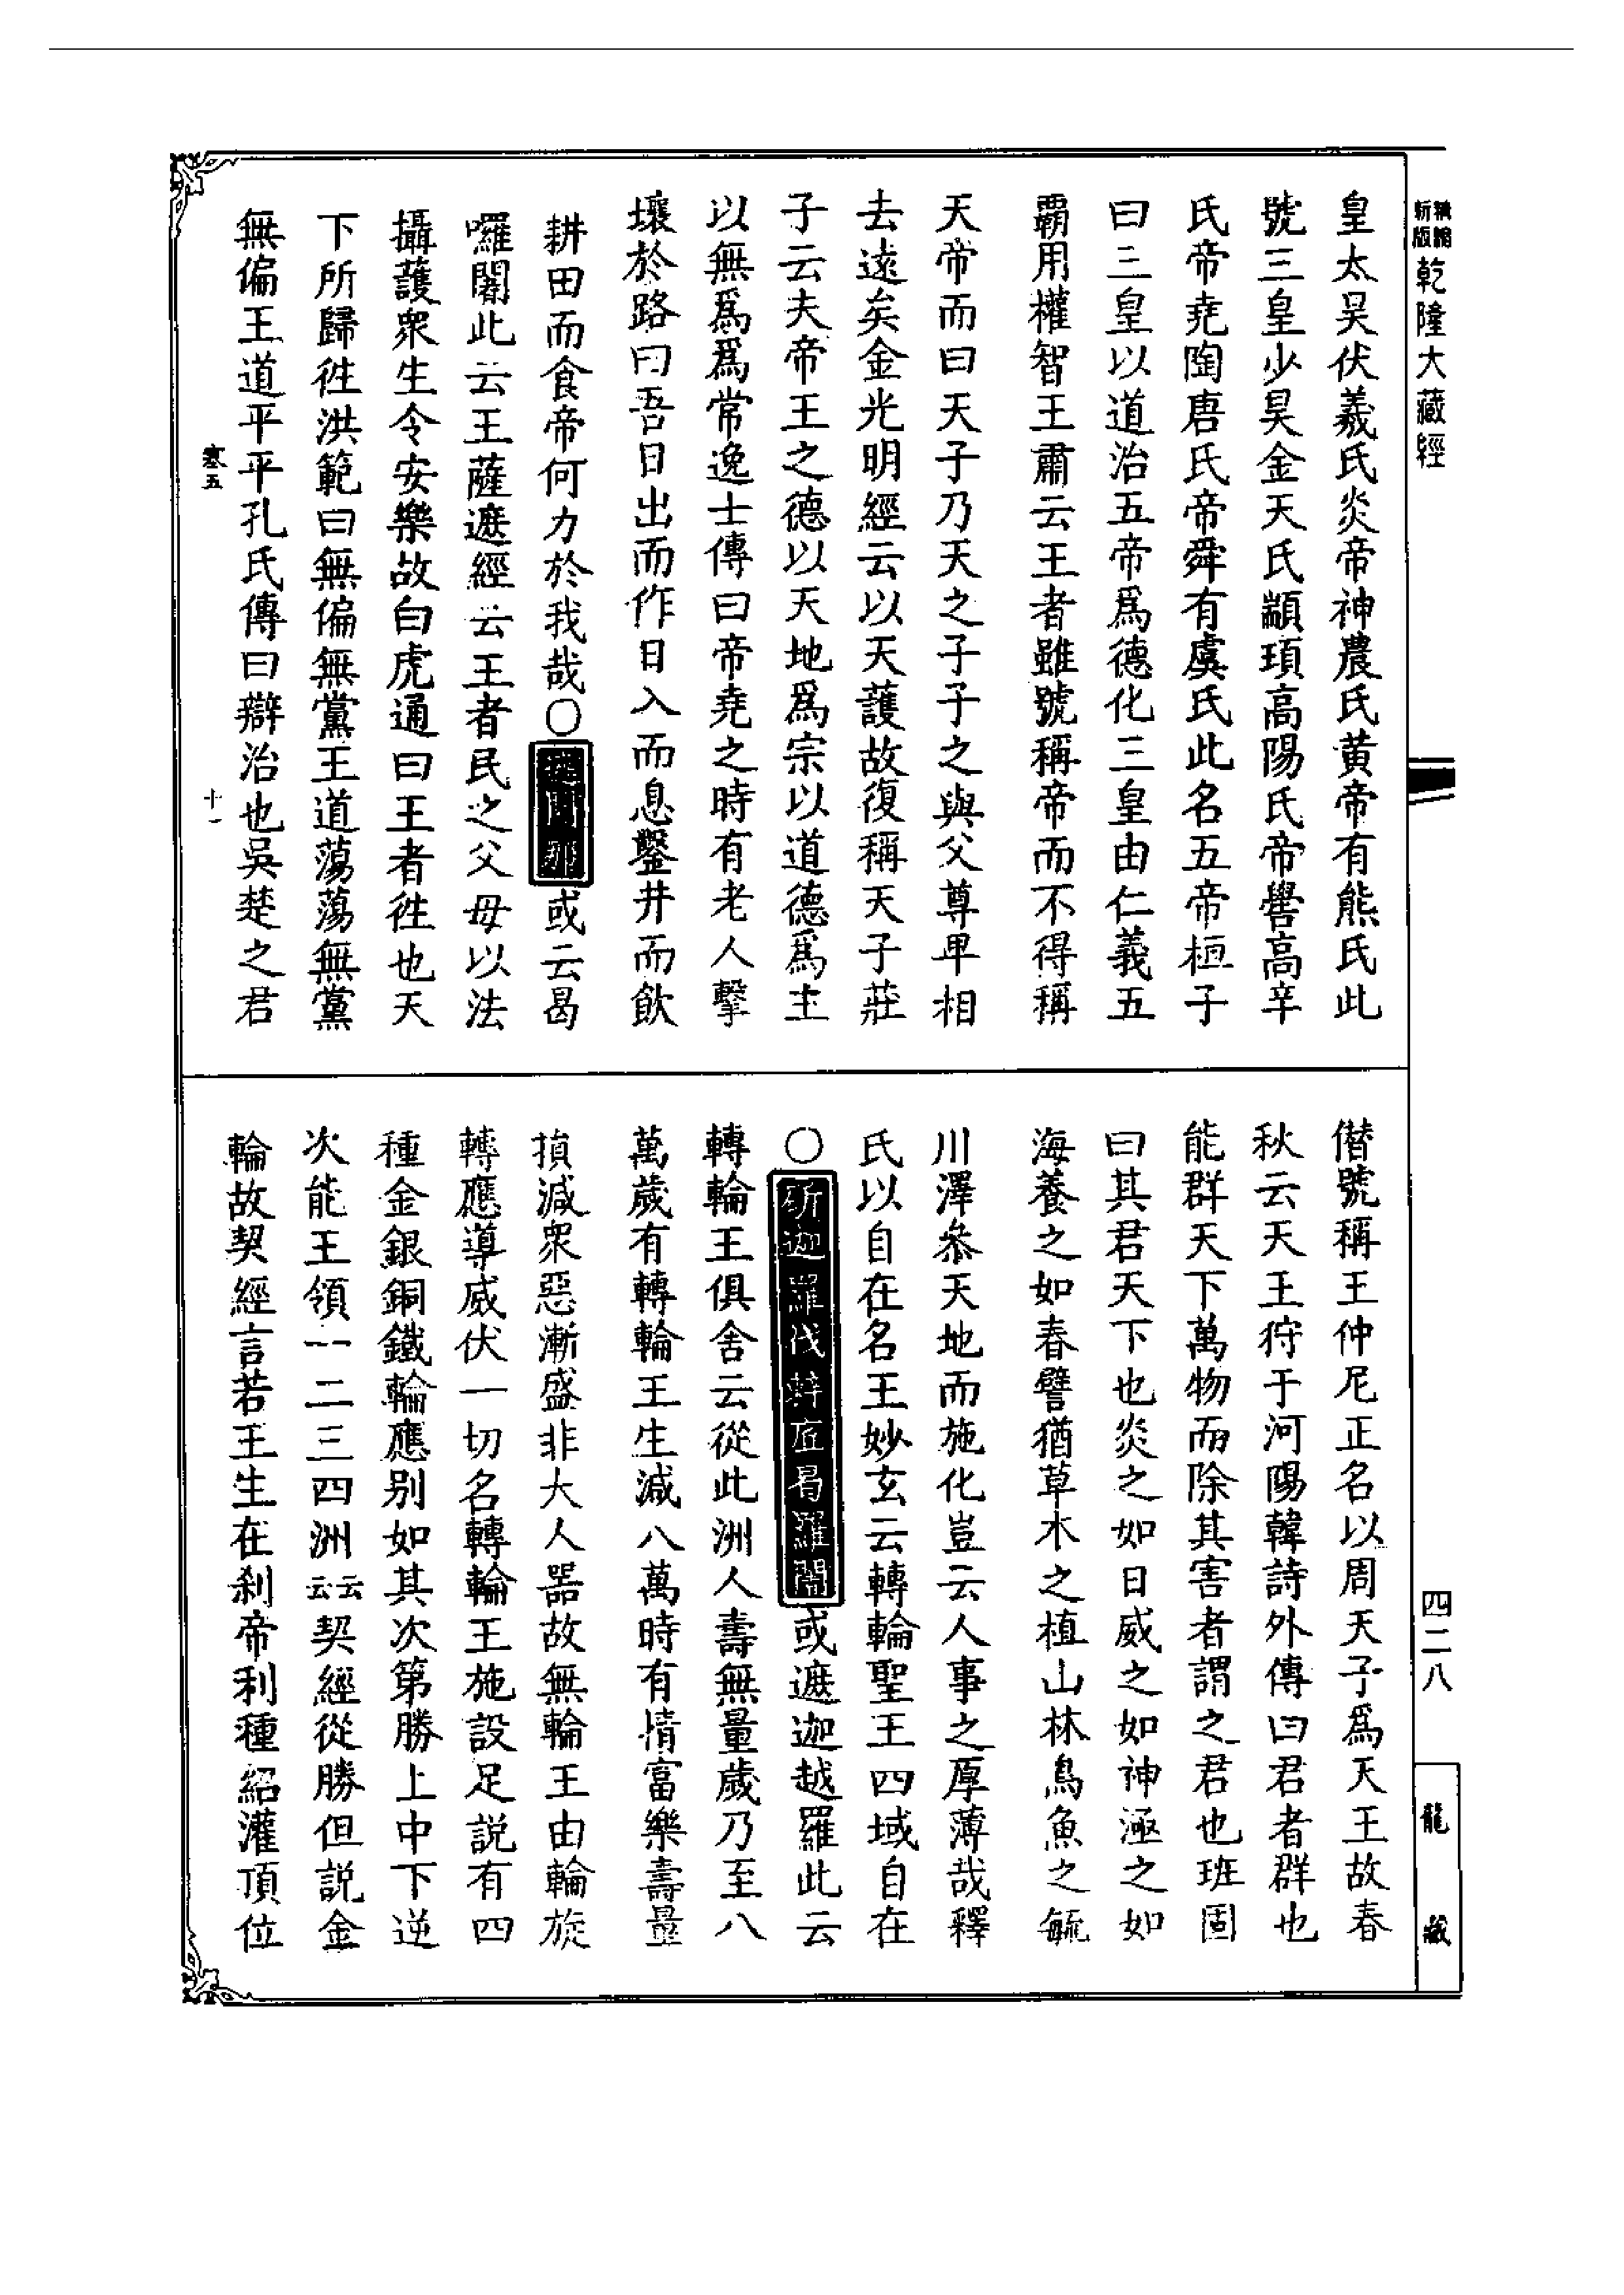 精縮新版乾隆大藏經
皇太昊伏羲氏炎帝神農氏黃帝有熊氏此
號三皇少昊金天氏顓頊高陽氏帝嚳高辛
氏帝堯陶唐氏帝舜有虞氏此名五帝桓子
曰三皇以道治五帝爲德化三皇由仁義五
霸用權智王肅云王者雖號稱帝而不得稱
天帝而曰天子乃天之子子之與父尊卑相
去遠矣金光明經云以天護故復稱天子莊
子云夫帝王之德以天地爲宗以道德爲主
以無爲爲常逸士傳曰帝堯之時有老人擊
壤於路曰吾日出而作日入而息鑿井而飲
耕田而食帝何力於我哉○或云曷
囉闍此云王薩遮經云王者民之父母以法
攝護衆生令安樂故白虎通曰王者徃也天
下所歸徃洪範曰無偏無黨王道蕩蕩無黨
無偏王道平平孔氏傳曰辯治也吳楚之君
寒五 十一
僭號稱王仲尼正名以周天子爲天王故春
秋云天王狩于河陽韓詩外傳曰君者群也
能群天下萬物而除其害者謂之君也班固
曰其君天下也炎之如日威之如神涵之如
海養之如春譬猶草木之植山林鳥魚之毓
川澤叅天地而施化豈云人事之厚薄哉釋
氏以自在名王妙玄云轉輪聖王四域自在
○斫迦羅伐辢底曷羅闍或遮迦越羅此云
轉輪王俱舍云從此洲人壽無量歲乃至八
萬歲有轉輪王生減八萬時有情富樂壽量
損減衆惡漸盛非大人器故無輪王由輪旋
轉應導威伏一切名轉輪王施設足説有四
種金銀銅鐵輪應别如其次第勝上中下逆
次能王領一二三四洲云云契經從勝但説金
輪故契經言若王生在刹帝利種紹灌頂位
四二八
龍藏